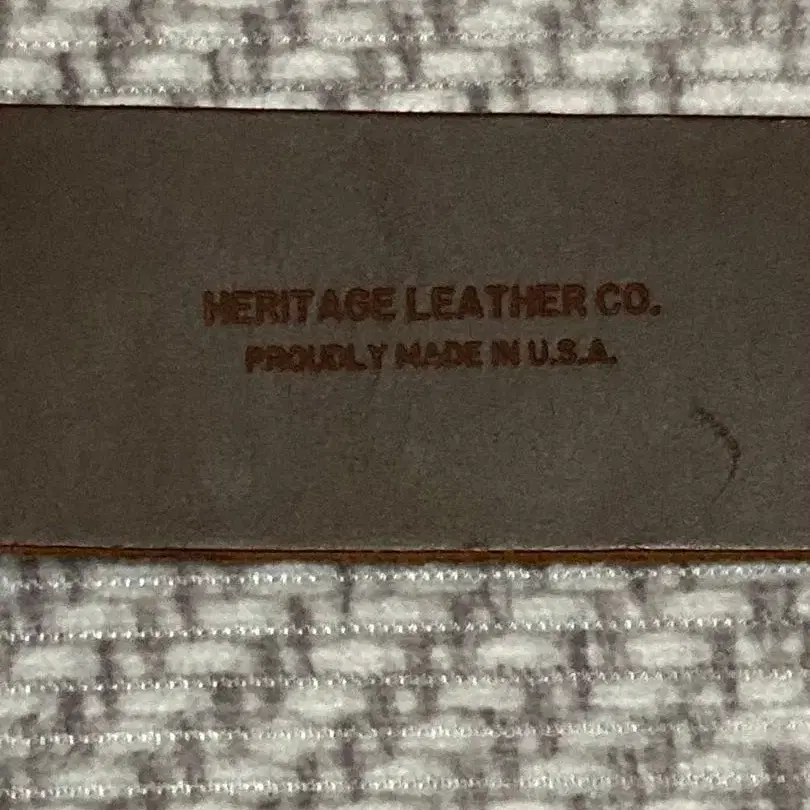 HERITAGE LEATHER CO.
PROUDLY MADE IN U.S.A.